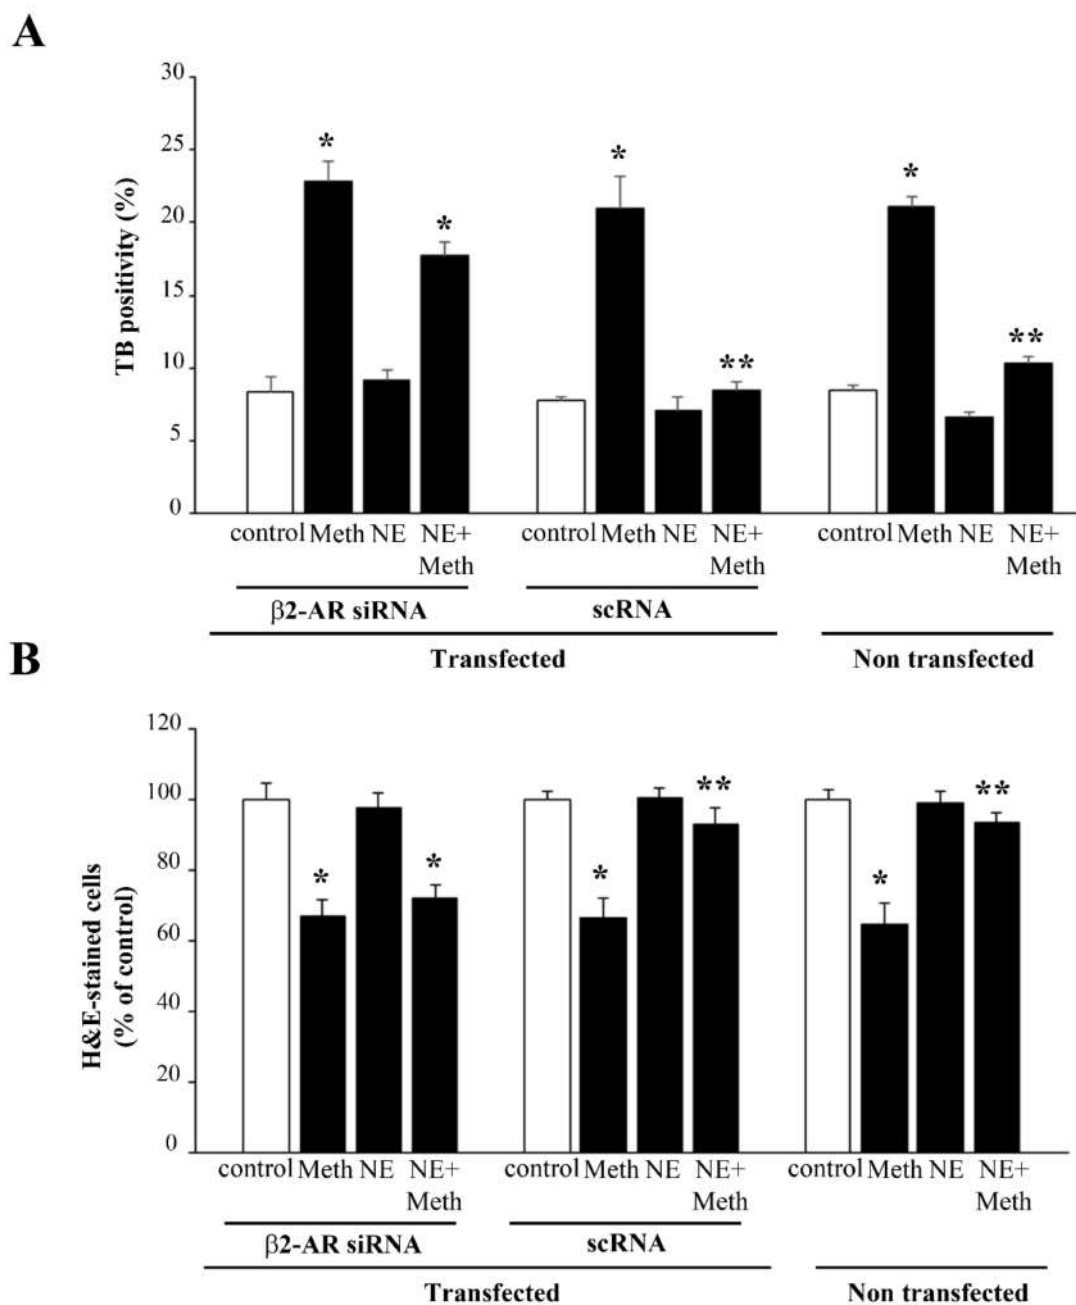 A
TB positivity (%)
30
25
20
15
10
5
0
* * * * ** **
control Meth NE NE+ Meth control Meth NE NE+ Meth control Meth NE NE+ Meth
β2-AR siRNA scRNA
Transfected Non transfected
B
H&E-stained cells
(% of control)
120
100
80
60
40
20
0
* * * ** * **
control Meth NE NE+ Meth control Meth NE NE+ Meth control Meth NE NE+ Meth
β2-AR siRNA scRNA
Transfected Non transfected